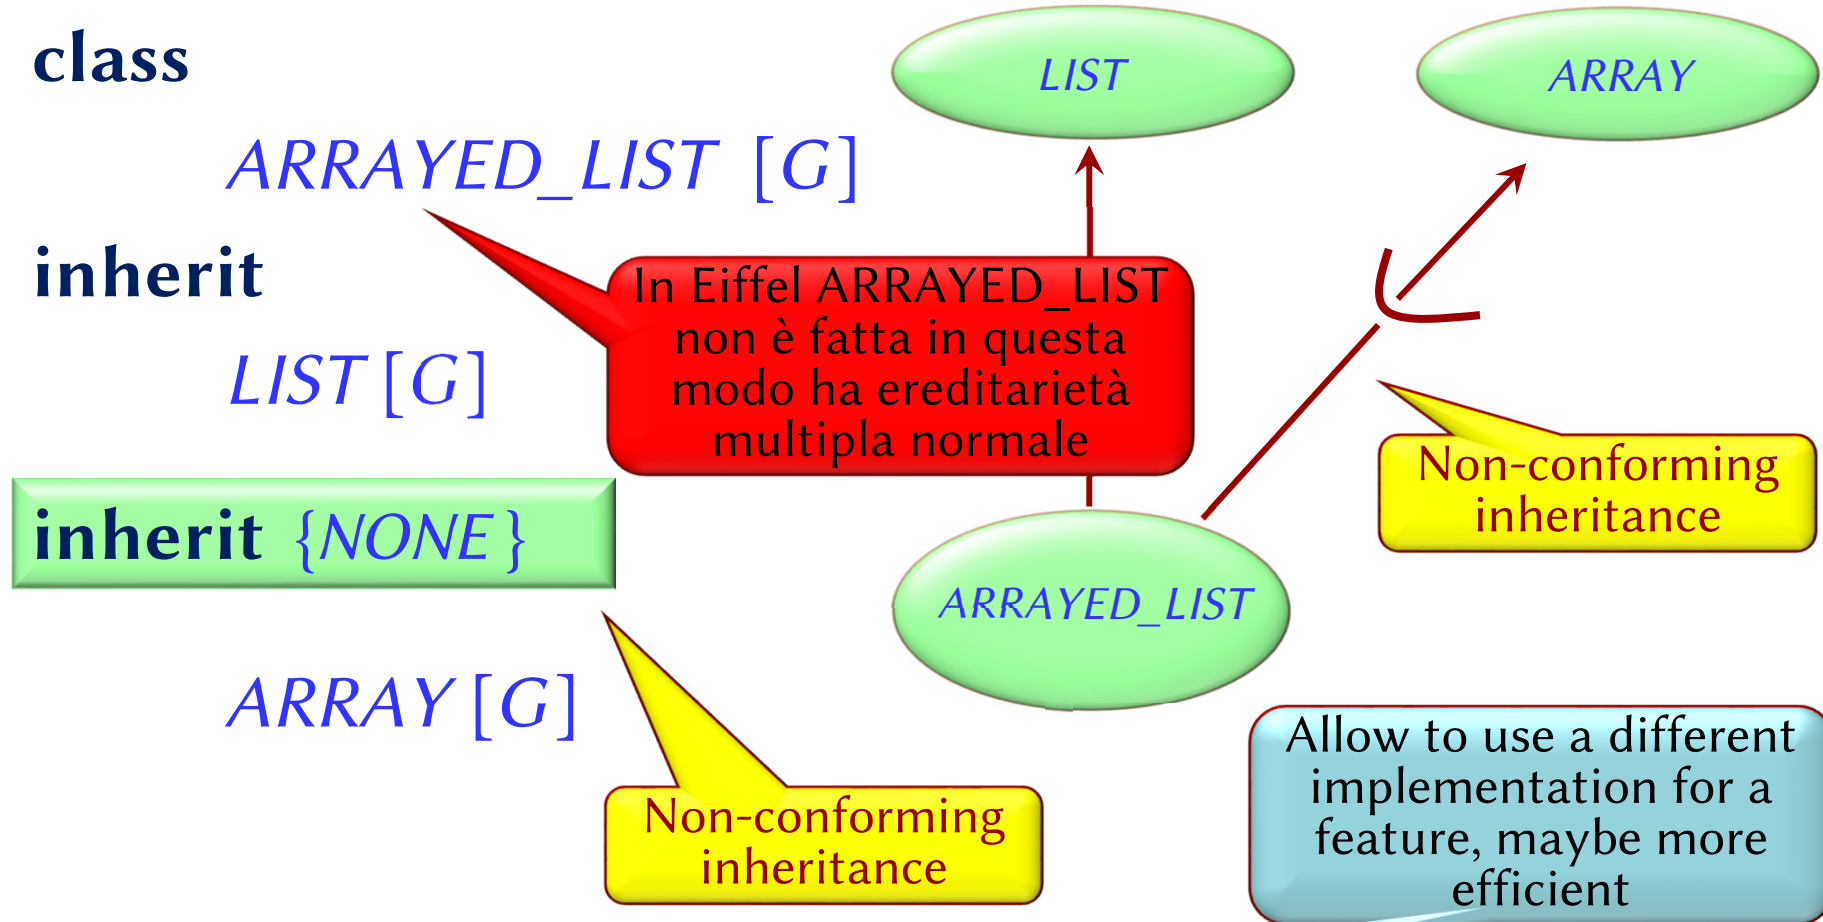 class
ARRAYED_LIST [G]
inherit
LIST [G]
inherit {NONE}
ARRAY [G]
LIST
ARRAY
In Eiffel ARRAYED_LIST
non è fatta in questa
modo ha ereditarietà
multipla normale
Non-conforming
inheritance
ARRAYED_LIST
Non-conforming
inheritance
Allow to use a different
implementation for a
feature, maybe more
efficient